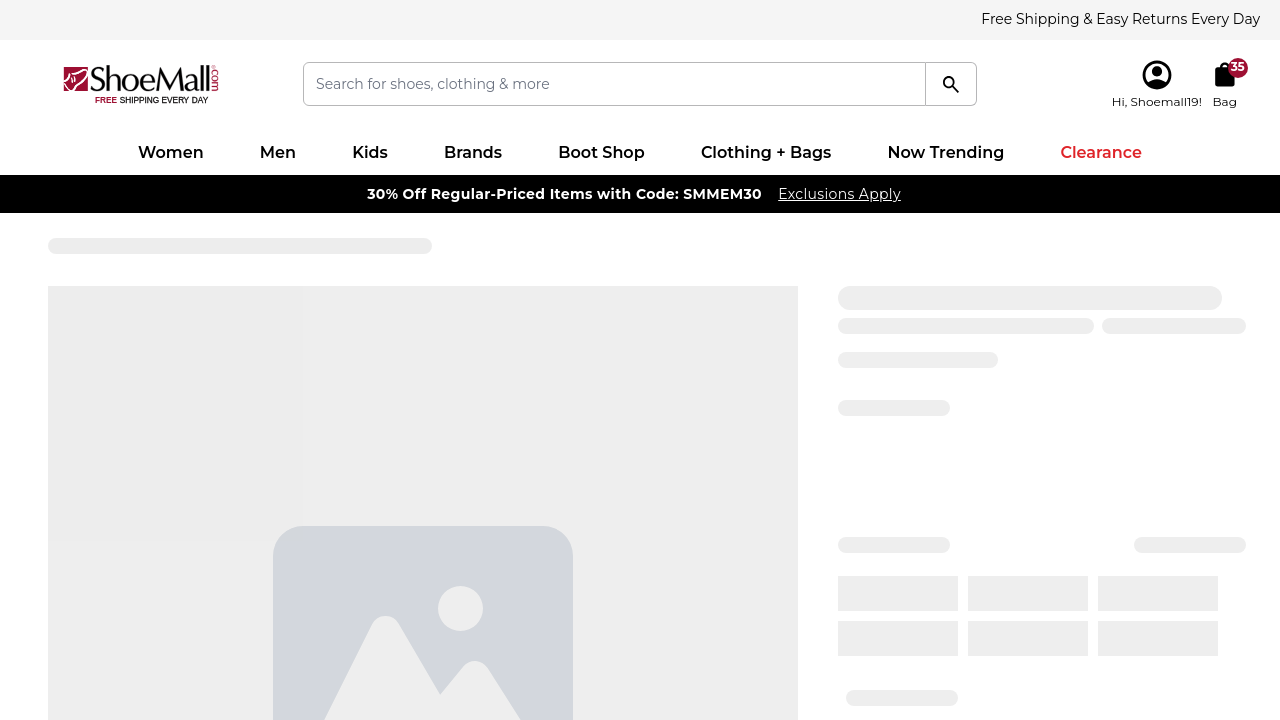 Free Shipping & Easy Returns Every Day
ShoeMall®.com
FREE SHIPPING EVERY DAY
Search for shoes, clothing & more
35
Hi, Shoemall19!
Bag
Women
Men
Kids
Brands
Boot Shop
Clothing + Bags
Now Trending
Clearance
30% Off Regular-Priced Items with Code: SMMEM30 Exclusions Apply